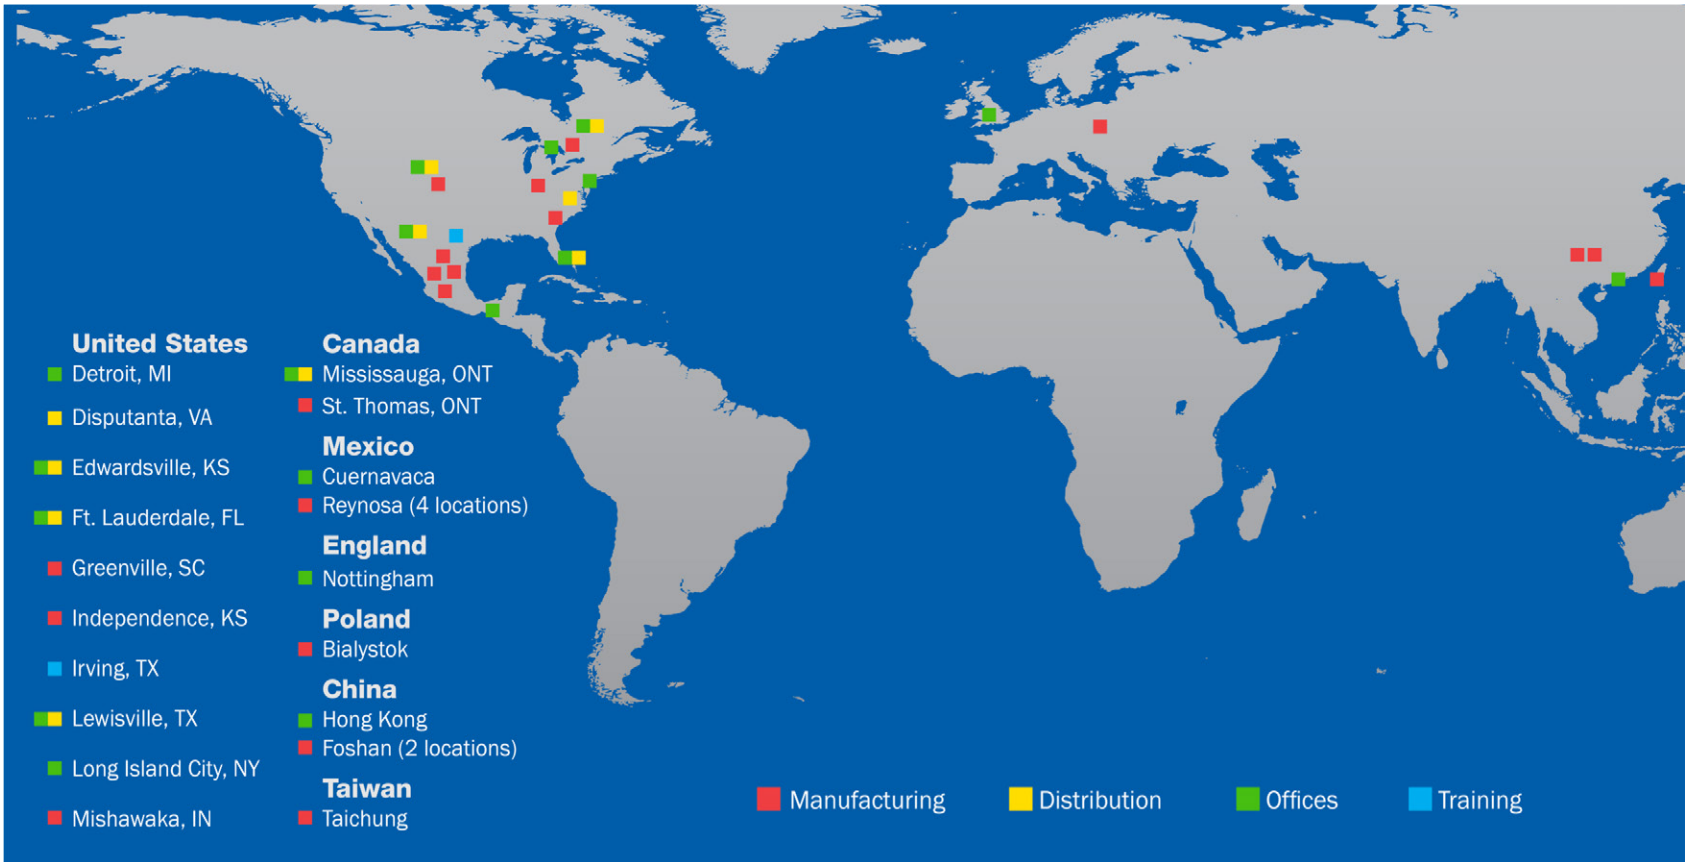 United States
Detroit, MI
Disputanta, VA
Edwardsville, KS
Ft. Lauderdale, FL
Greenville, SC
Independence, KS
Irving, TX
Lewisville, TX
Long Island City, NY
Mishawaka, IN
Canada
Mississauga, ONT
St. Thomas, ONT
Mexico
Cuernavaca
Reynosa (4 locations)
England
Nottingham
Poland
Bialystok
China
Hong Kong
Foshan (2 locations)
Taiwan
Taichung
Manufacturing
Distribution
Offices
Training